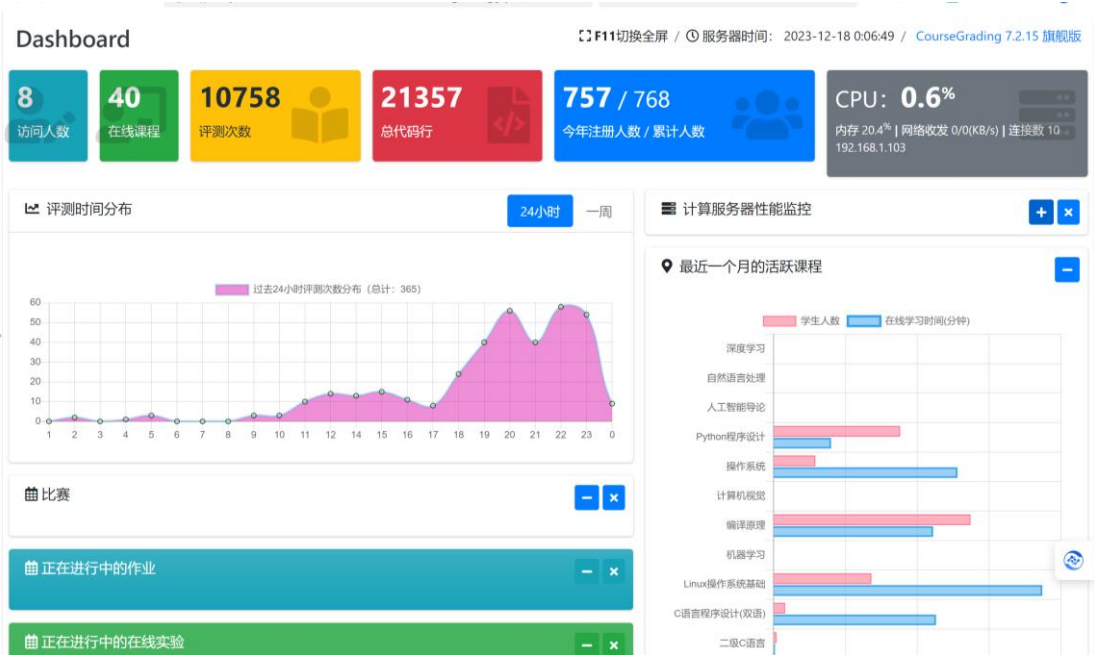 Dashboard
F11切换全屏 / 服务器时间: 2023-12-18 0:06:49 / CourseGrading 7.2.15 旗舰版
8
访问人数
40
在线课程
10758
评测次数
21357
总代码行
757 / 768
今年注册人数 / 累计人数
CPU: 0.6%
内存 20.4% | 网络收发 0/0(KB/s) | 连接数 10
192.168.1.103
评测时间分布
24小时
一周
过去24小时评测次数分布 (总计: 365)
60
50
40
30
20
10
0
1 2 3 4 5 6 7 8 9 10 11 12 14 15 16 17 18 19 20 21 22 23 0
比赛
正在进行中的作业
正在进行中的在线实验
计算服务器性能监控
最近一个月的活跃课程
学生人数 在线学习时间(分钟)
深度学习
自然语言处理
人工智能导论
Python程序设计
操作系统
计算机视觉
编译原理
机器学习
Linux操作系统基础
C语言程序设计(双语)
二级C语言